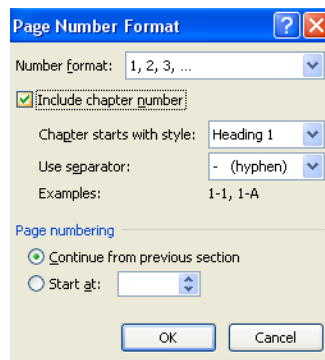 Page Number Format
Number format: 1, 2, 3, ...
Include chapter number
Chapter starts with style: Heading 1
Use separator: - (hyphen)
Examples: 1-1, 1-A
Page numbering
Continue from previous section
Start at:
OK Cancel